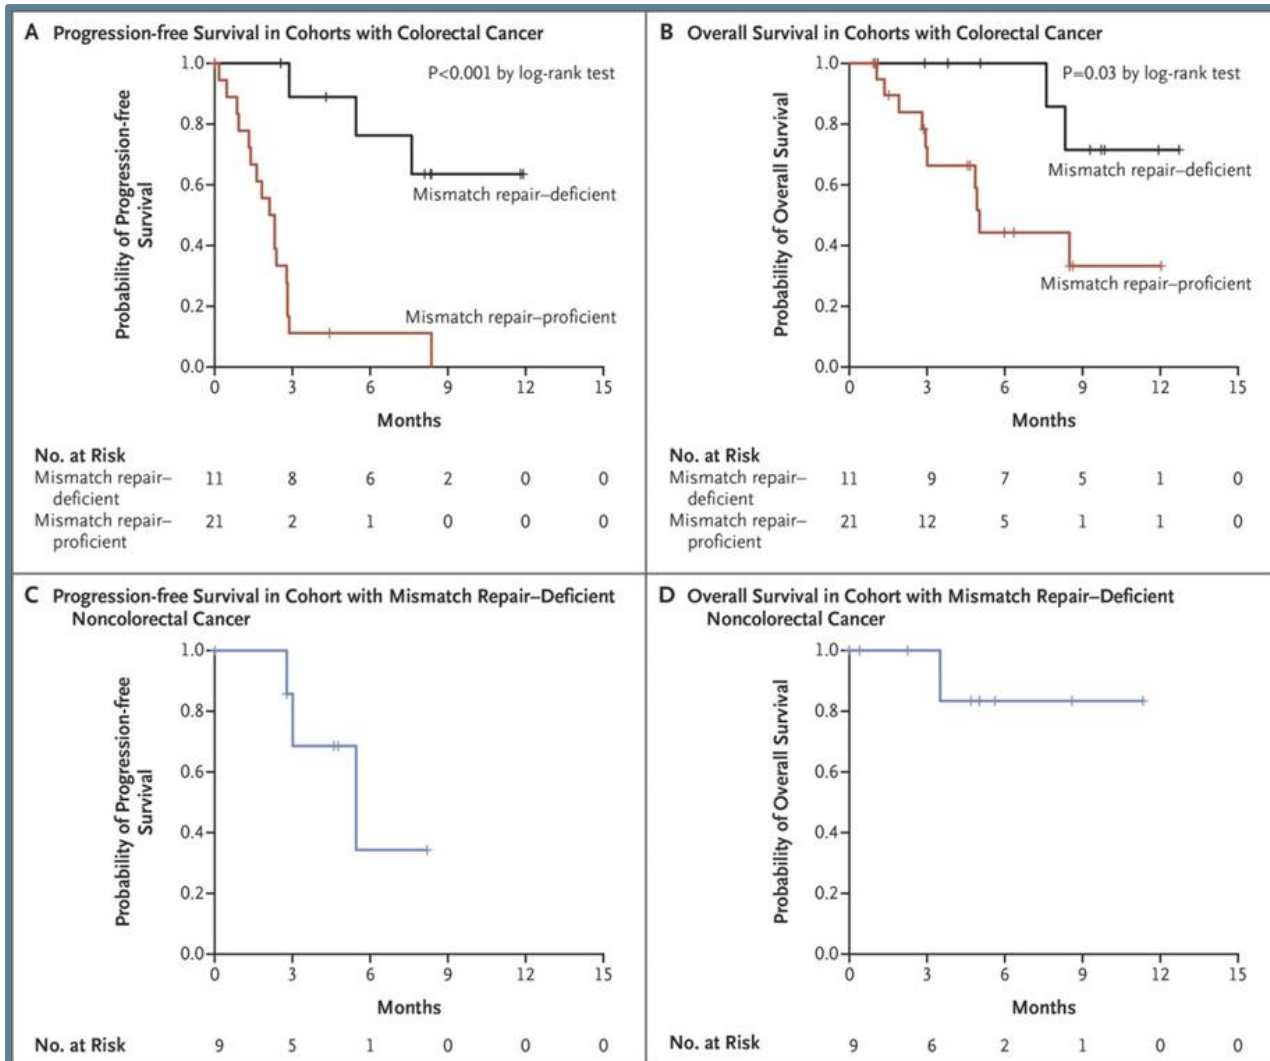 A Progression-free Survival in Cohorts with Colorectal Cancer
P<0.001 by log-rank test
Probability of Progression-free
Survival
1.0
0.8
0.6
0.4
0.2
0.0
Mismatch repair–deficient
Mismatch repair–proficient
0 3 6 9 12 15
Months
No. at Risk
Mismatch repair–
deficient
11 8 6 2 0 0
Mismatch repair–
proficient
21 2 1 0 0 0
B Overall Survival in Cohorts with Colorectal Cancer
P=0.03 by log-rank test
Probability of Overall Survival
1.0
0.8
0.6
0.4
0.2
0.0
Mismatch repair–deficient
Mismatch repair–proficient
0 3 6 9 12 15
Months
No. at Risk
Mismatch repair–
deficient
11 9 7 5 1 0
Mismatch repair–
proficient
21 12 5 1 1 0
C Progression-free Survival in Cohort with Mismatch Repair–Deficient
Noncolorectal Cancer
Probability of Progression-free
Survival
1.0
0.8
0.6
0.4
0.2
0.0
0 3 6 9 12 15
Months
No. at Risk 9 5 1 0 0 0
D Overall Survival in Cohort with Mismatch Repair–Deficient
Noncolorectal Cancer
Probability of Overall Survival
1.0
0.8
0.6
0.4
0.2
0.0
0 3 6 9 12 15
Months
No. at Risk 9 6 2 1 0 0